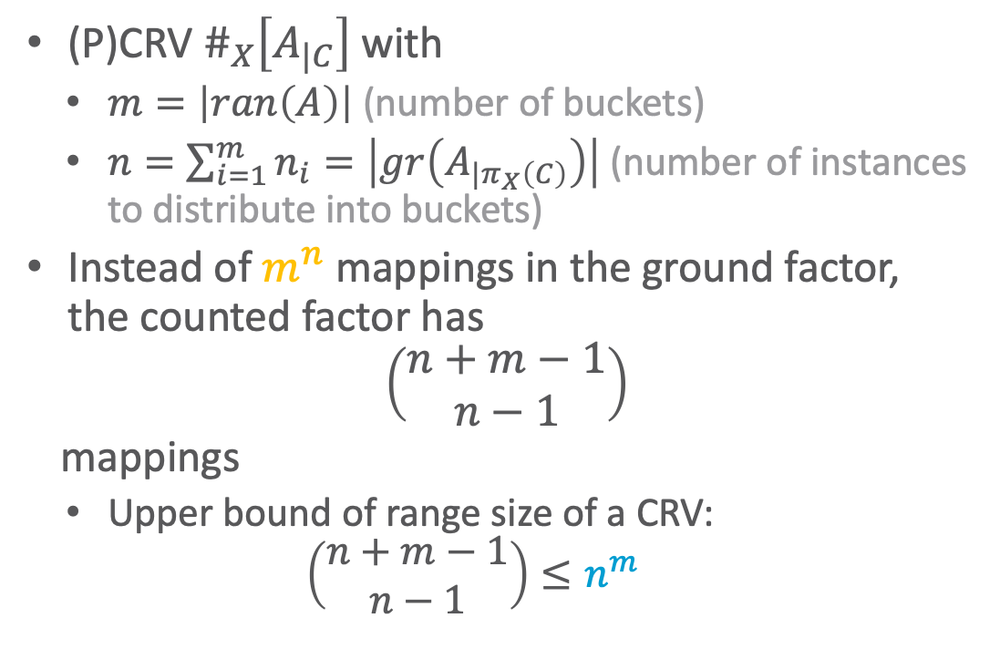 • (P)CRV #_X[A_{|C}] with
• m = |ran(A)| (number of buckets)
• n = ∑_{i=1}^{m} n_i = |gr(A_{|π_X(C)})| (number of instances
to distribute into buckets)
• Instead of m^n mappings in the ground factor,
the counted factor has
\binom{n + m − 1}{n − 1}
mappings
• Upper bound of range size of a CRV:
\binom{n + m − 1}{n − 1} ≤ n^m